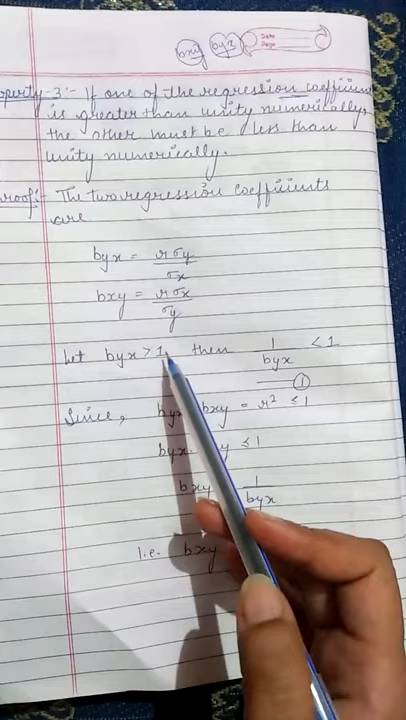 bxy byx Date
Page
operty-3:- If one of the regression coefficient
is greater than unity numerically,
the other must be less than
unity numerically.
roof:- The two regression coefficients
are
byx = rσy/σx
bxy = rσx/σy
Let byx > 1, then 1/byx < 1
①
Since, byx bxy = r² ≤ 1
byx. y ≤ 1
bxy 1/byx
i.e. bxy